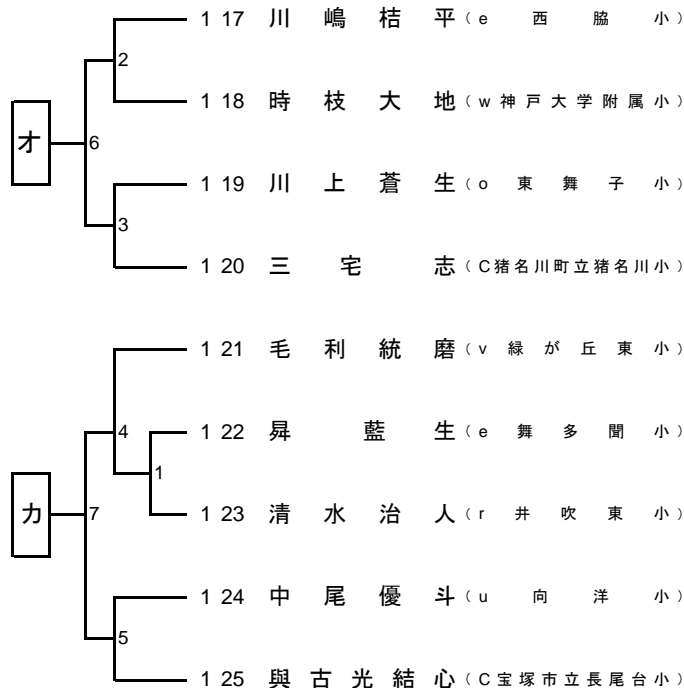 1 17 川嶋桔平(e 西脇小)
2
1 18 時枝大地(w神戸大学附属小)
オ
6
1 19 川上蒼生(o 東舞子小)
3
1 20 三宅志(C猪名川町立猪名川小)
1 21 毛利統磨(v 緑が丘東小)
4
1 22 曻藍生(e 舞多聞小)
1
カ
7
1 23 清水治人(r 井吹東小)
1 24 中尾優斗(u 向洋小)
5
1 25 與古光結心(C宝塚市立長尾台小)